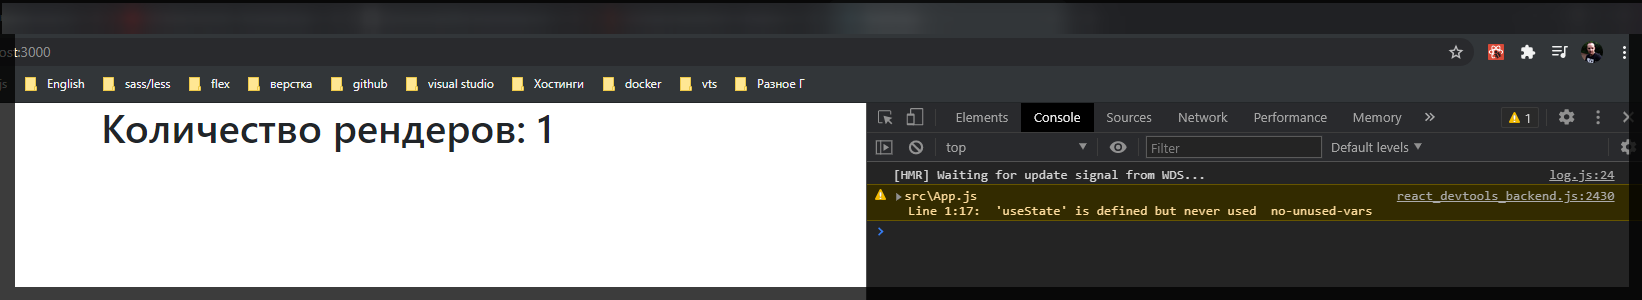 ost:3000
js English sass/less flex верстка github visual studio Хостинги docker vts Разное Г
Количество рендеров: 1
Elements Console Sources Network Performance Memory » 1
top Filter Default levels
[HMR] Waiting for update signal from WDS... log.js:24
src\App.js react_devtools_backend.js:2430
Line 1:17: 'useState' is defined but never used no-unused-vars